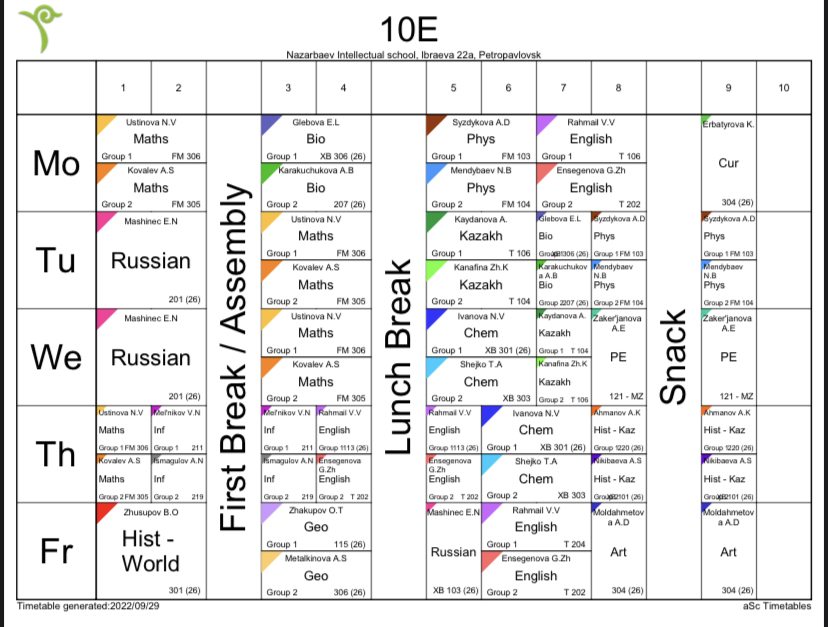 10E
Nazarbaev Intellectual school, Ibraeva 22a, Petropavlovsk
1 2 3 4 5 6 7 8 9 10
First Break / Assembly
Lunch Break
Snack
Mo
Ustinova N.V
Maths
Group 1 FM 306
Kovalev A.S
Maths
Group 2 FM 305
Glebova E.L
Bio
Group 1 XB 306 (26)
Karakuchukova A.B
Bio
Group 2 207 (26)
Syzdykova A.D
Phys
Group 1 FM 103
Mendybaev N.B
Phys
Group 2 FM 104
Rahmail V.V
English
Group 1 T 106
Ensegenova G.Zh
English
Group 2 T 202
Erbatyrova K.
Cur
304 (26)
Tu
Mashinec E.N
Russian
201 (26)
Ustinova N.V
Maths
Group 1 FM 306
Kovalev A.S
Maths
Group 2 FM 305
Kaydanova A.
Kazakh
Group 1 T 106
Kanafina Zh.K
Kazakh
Group 2 T 104
Glebova E.L
Bio
Karakuchukov
a A.B
Bio
Group 2207 (26)
Syzdykova A.D
Phys
Group 1 FM 103
Mendybaev
N.B
Phys
Group 2 FM 104
Syzdykova A.D
Phys
Group 1 FM 103
Mendybaev
N.B
Phys
Group 2 FM 104
We
Mashinec E.N
Russian
201 (26)
Ustinova N.V
Maths
Group 1 FM 306
Kovalev A.S
Maths
Group 2 FM 305
Ivanova N.V
Chem
Group 1 XB 301 (26)
Shejko T.A
Chem
Group 2 XB 303
Kaydanova A.
Kazakh
Group 1 T 104
Kanafina Zh.K
Kazakh
Group 2 T 106
Zaker'janova
A.E
PE
121 - MZ
Zaker'janova
A.E
PE
121 - MZ
Th
Ustinova N.V
Maths
Group 1 FM 306
Kovalev A.S
Maths
Group 2 FM 305
Mel'nikov V.N
Inf
Group 1 211
Ismagulov A.N
Inf
Group 2 219
Mel'nikov V.N
Inf
Group 1 211
Ismagulov A.N
Inf
Group 2 219
Rahmail V.V
English
Group 1113 (26)
Ensegenova
G.Zh
English
Group 2 T 202
Rahmail V.V
English
Group 1113 (26)
Ensegenova
G.Zh
English
Group 2 T 202
Ivanova N.V
Chem
Group 1 XB 301 (26)
Shejko T.A
Chem
Group 2 XB 303
Ahmanov A.K
Hist - Kaz
Group 1220 (26)
Nikibaeva A.S
Hist - Kaz
Ahmanov A.K
Hist - Kaz
Group 1220 (26)
Nikibaeva A.S
Hist - Kaz
Fr
Zhusupov B.O
Hist -
World
301 (26)
Zhakupov O.T
Geo
Group 1 115 (26)
Metalkinova A.S
Geo
Group 2 306 (26)
Mashinec E.N
Russian
XB 103 (26)
Rahmail V.V
English
Group 1 T 204
Ensegenova G.Zh
English
Group 2 T 202
Moldahmetov
a A.D
Art
304 (26)
Moldahmetov
a A.D
Art
304 (26)
Timetable generated:2022/09/29
aSc Timetables